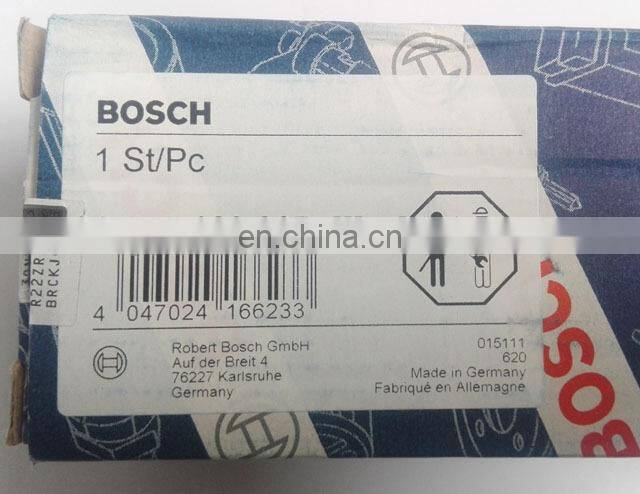 BOSCH
1 St/Pc
en.china.cn
R22ZR
BRCKJ
4 047024 166233
Robert Bosch GmbH
Auf der Breit 4
76227 Karlsruhe
Germany
015111
620
Made in Germany
Fabriqué en Allemagne
BOSC